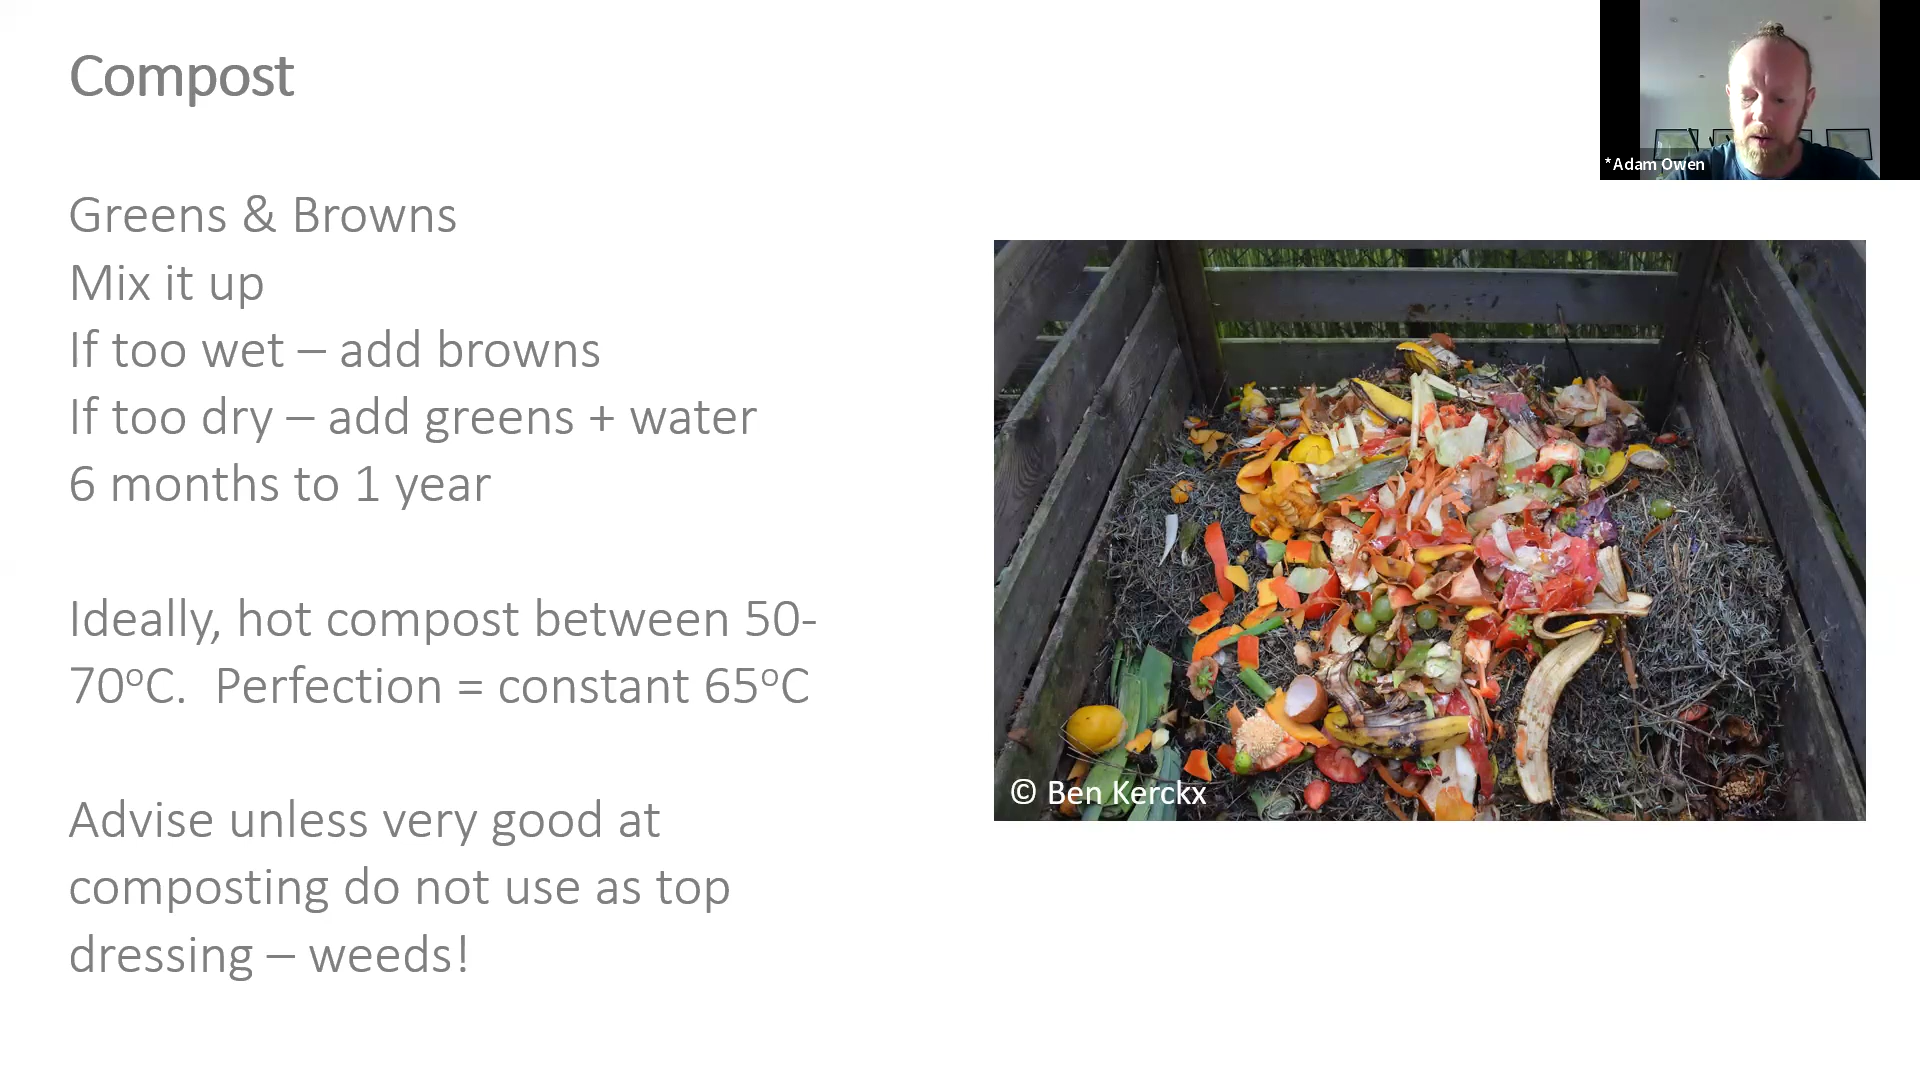 Compost
*Adam Owen
Greens & Browns
Mix it up
If too wet – add browns
If too dry – add greens + water
6 months to 1 year
Ideally, hot compost between 50-
70ºC.  Perfection = constant 65ºC
Advise unless very good at
composting do not use as top
dressing – weeds!
© Ben Kerckx